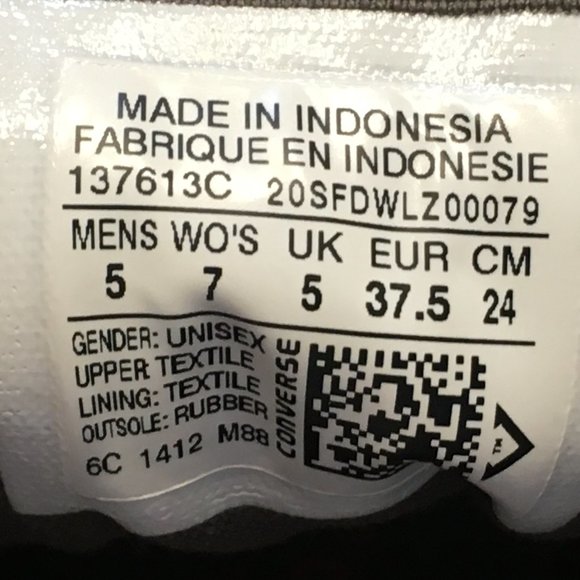 MADE IN INDONESIA
FABRIQUE EN INDONESIE
137613C 20SFDWLZ00079
MENS WO'S UK EUR CM
5 7 5 37.5 24
GENDER: UNISEX
UPPER TEXTILE
LINING: TEXTILE
OUTSOLE: RUBBER
6C 1412 M88
CONVERSE
TM